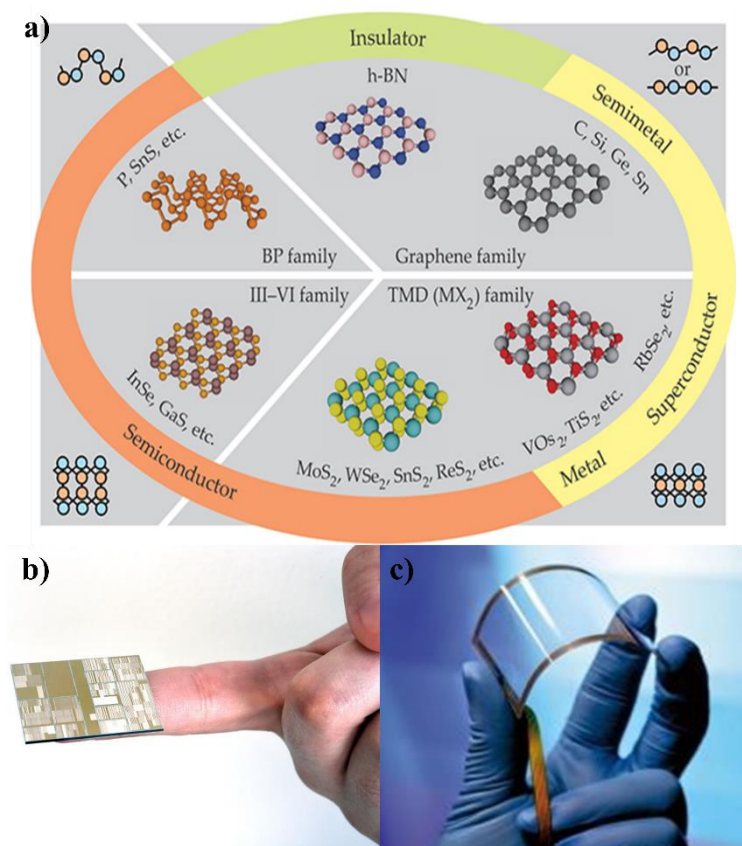 a)
Insulator
h-BN
or
Semimetal
C, Si, Ge, Sn
P, SnS, etc.
BP family
Graphene family
III–VI family
TMD (MX₂) family
InSe, GaS, etc.
RbSe₂, etc.
Superconductor
VOs₂, TiS₂, etc.
MoS₂, WSe₂, SnS₂, ReS₂, etc.
Metal
Semiconductor
b)
c)